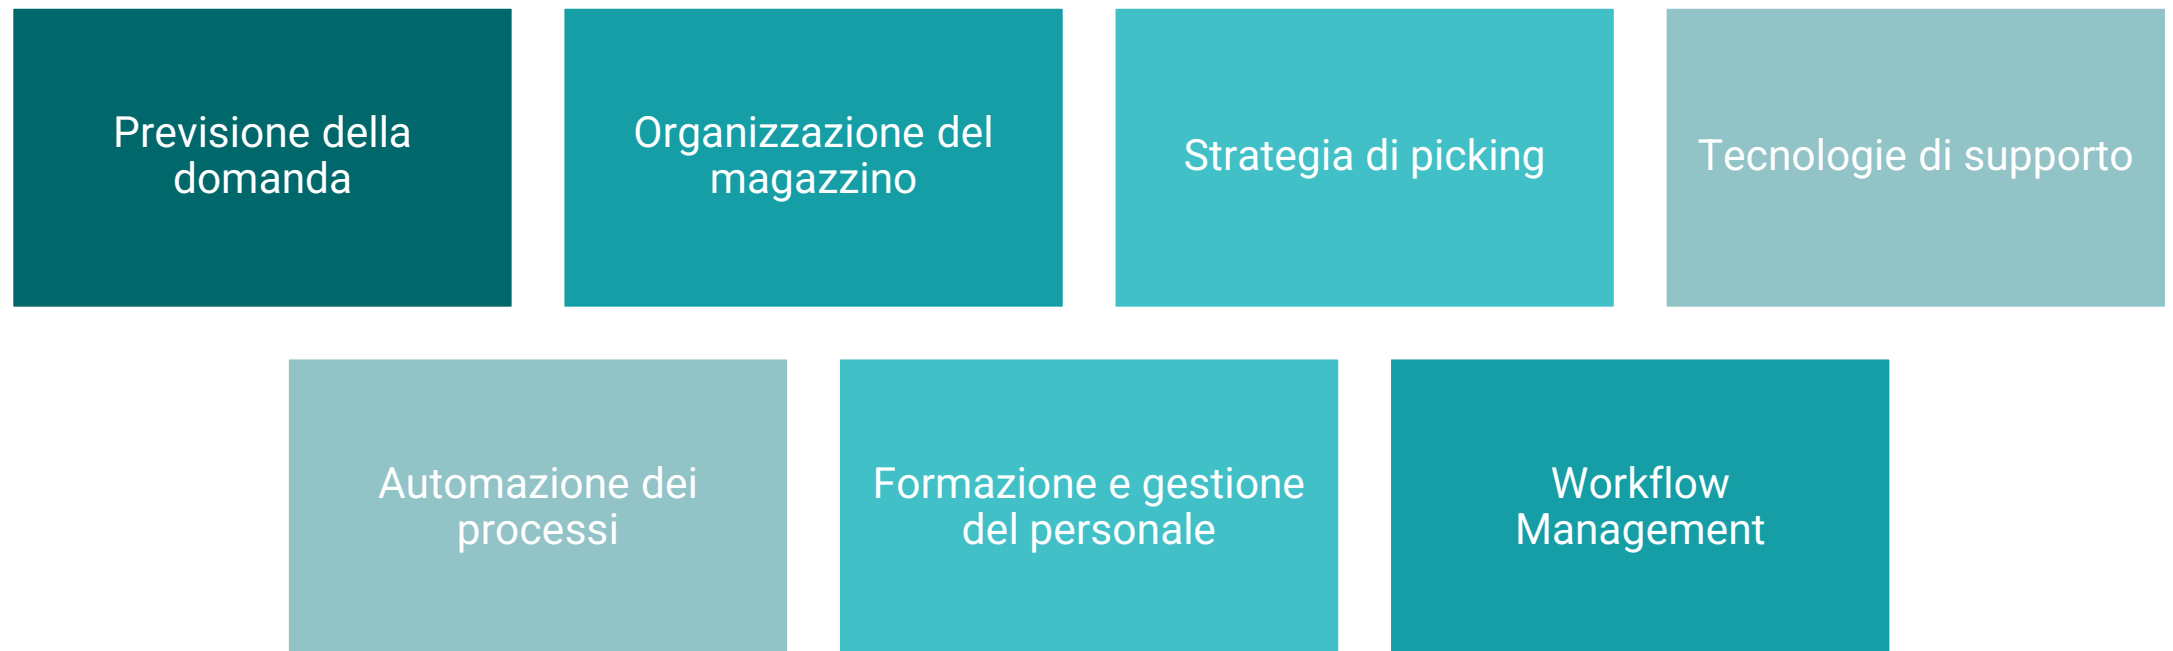 Previsione della
domanda
Organizzazione del
magazzino
Strategia di picking
Tecnologie di supporto
Automazione dei
processi
Formazione e gestione
del personale
Workflow
Management